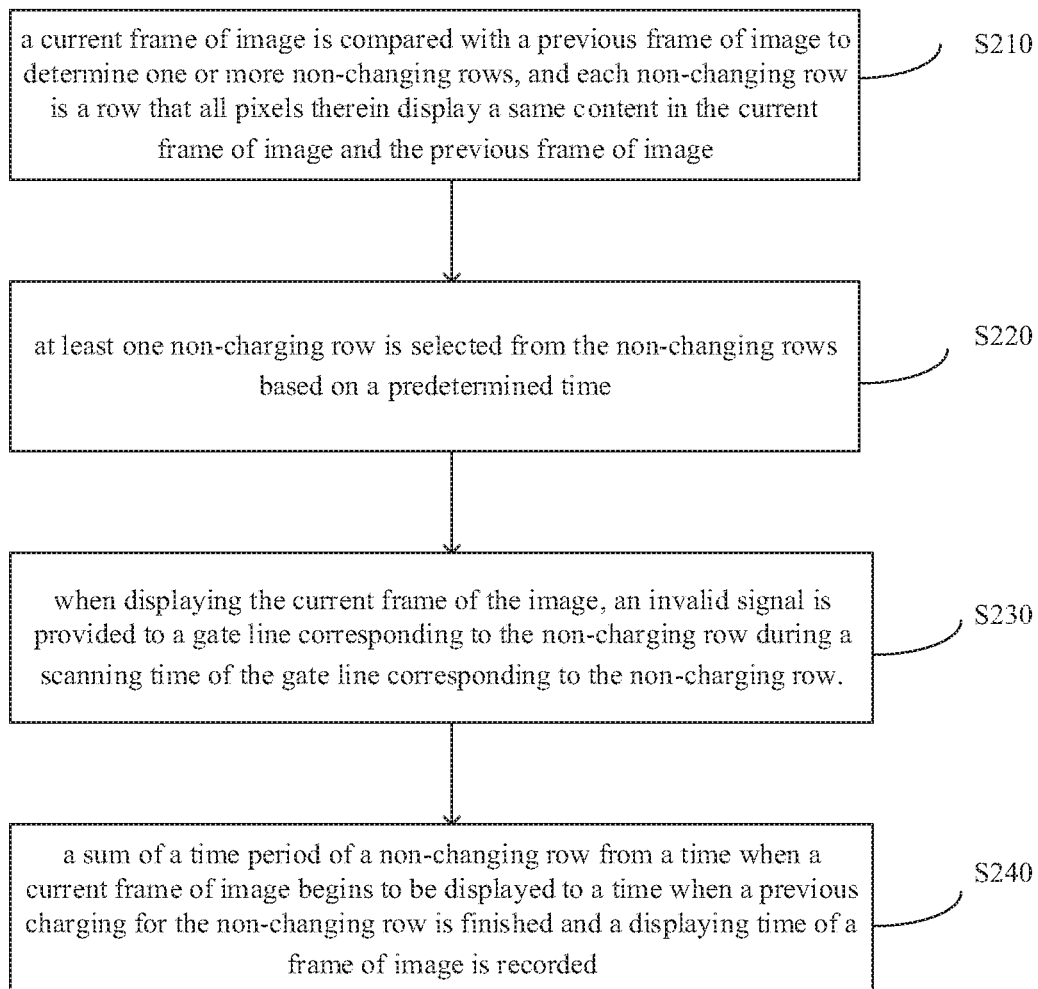 a current frame of image is compared with a previous frame of image to
determine one or more non-changing rows, and each non-changing row
is a row that all pixels therein display a same content in the current
frame of image and the previous frame of image
S210
at least one non-charging row is selected from the non-changing rows
based on a predetermined time
S220
when displaying the current frame of the image, an invalid signal is
provided to a gate line corresponding to the non-charging row during a
scanning time of the gate line corresponding to the non-charging row.
S230
a sum of a time period of a non-changing row from a time when a
current frame of image begins to be displayed to a time when a previous
charging for the non-changing row is finished and a displaying time of a
frame of image is recorded
S240